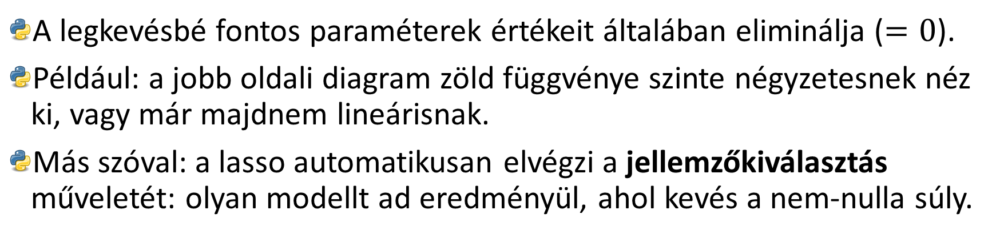 A legkevésbé fontos paraméterek értékeit általában eliminálja (= 0).
Például: a jobb oldali diagram zöld függvénye szinte négyzetesnek néz
ki, vagy már majdnem lineárisnak.
Más szóval: a lasso automatikusan elvégzi a jellemzőkiválasztás
műveletét: olyan modellt ad eredményül, ahol kevés a nem-nulla súly.